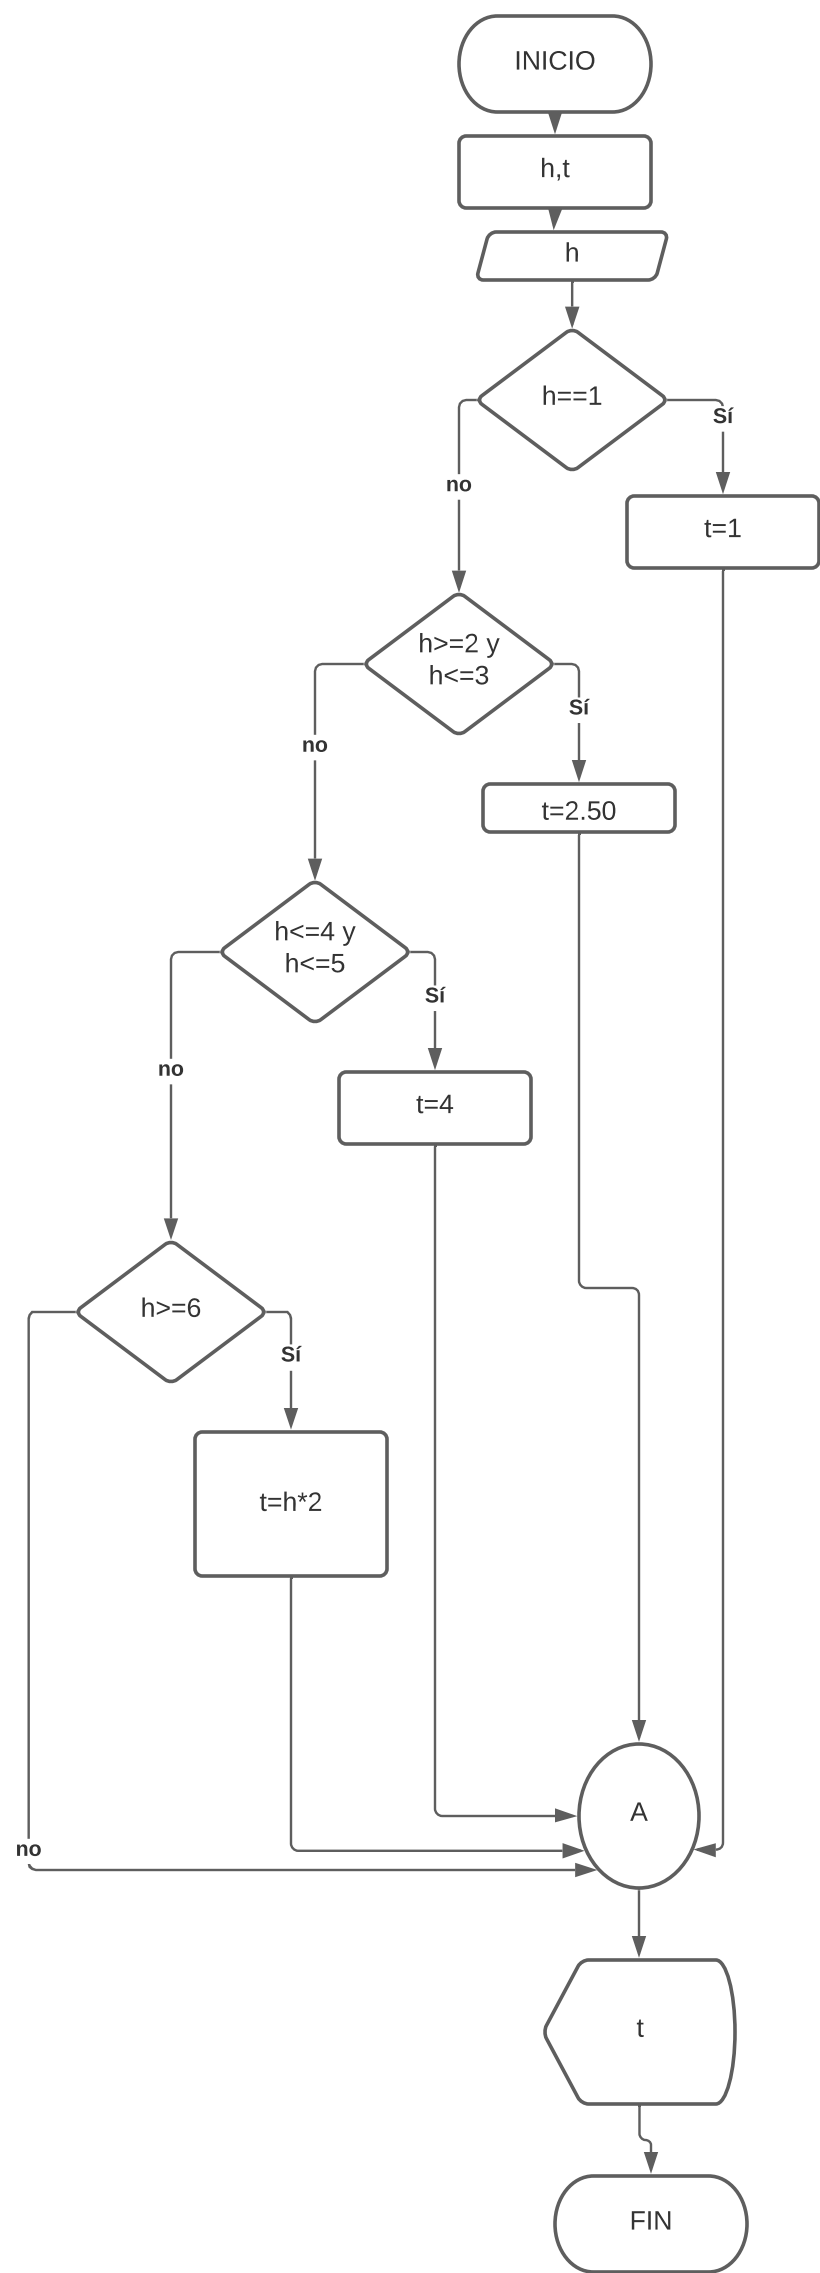 INICIO
h,t
h
h==1
Sí
no
t=1
h>=2 y
h<=3
Sí
no
t=2.50
h<=4 y
h<=5
Sí
no
t=4
h>=6
Sí
t=h*2
no
A
t
FIN